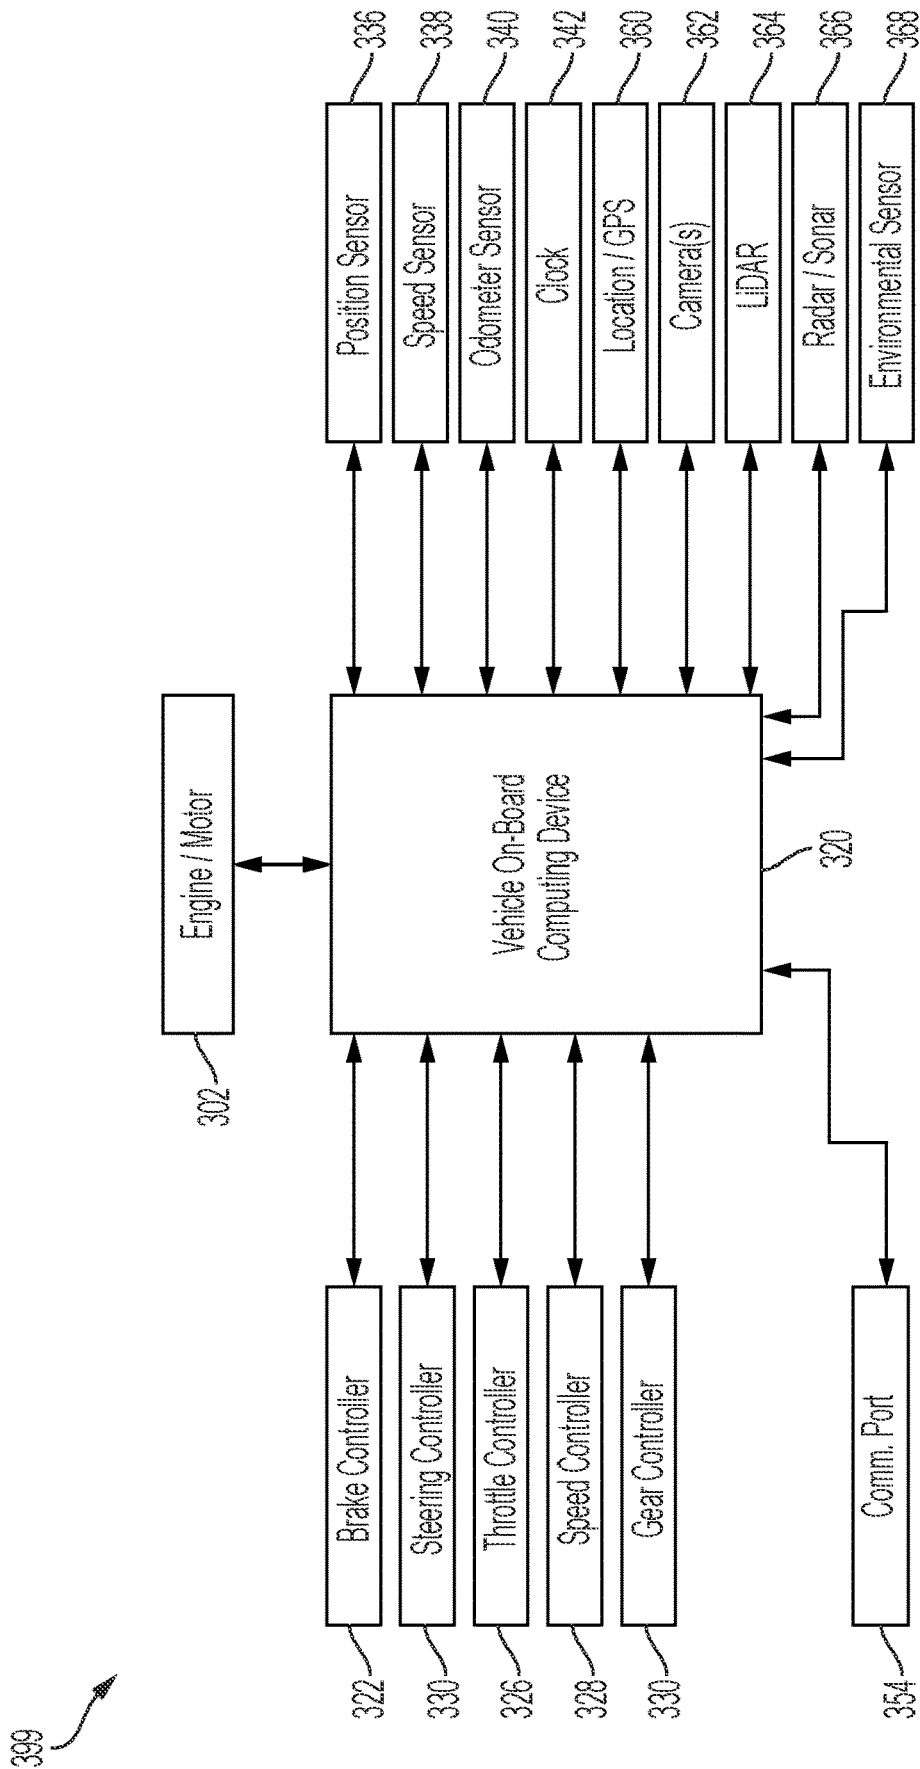 399
Engine / Motor
302
Brake Controller
322
Steering Controller
330
Throttle Controller
326
Speed Controller
328
Gear Controller
330
Comm. Port
354
Vehicle On-Board
Computing Device
320
Position Sensor
336
Speed Sensor
338
Odometer Sensor
340
Clock
342
Location / GPS
360
Camera(s)
362
LiDAR
364
Radar / Sonar
366
Environmental Sensor
368